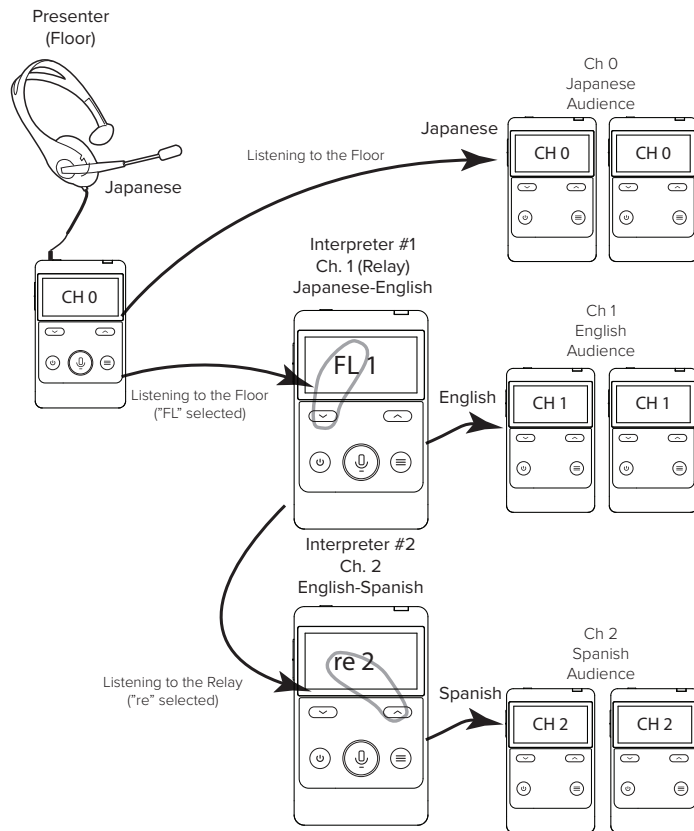 Presenter
(Floor)
Japanese
CH 0
Listening to the Floor
Japanese
Ch 0
Japanese
Audience
CH 0
CH 0
Listening to the Floor
("FL" selected)
Interpreter #1
Ch. 1 (Relay)
Japanese-English
FL 1
English
Ch 1
English
Audience
CH 1
CH 1
Listening to the Relay
("re" selected)
Interpreter #2
Ch. 2
English-Spanish
re 2
Spanish
Ch 2
Spanish
Audience
CH 2
CH 2